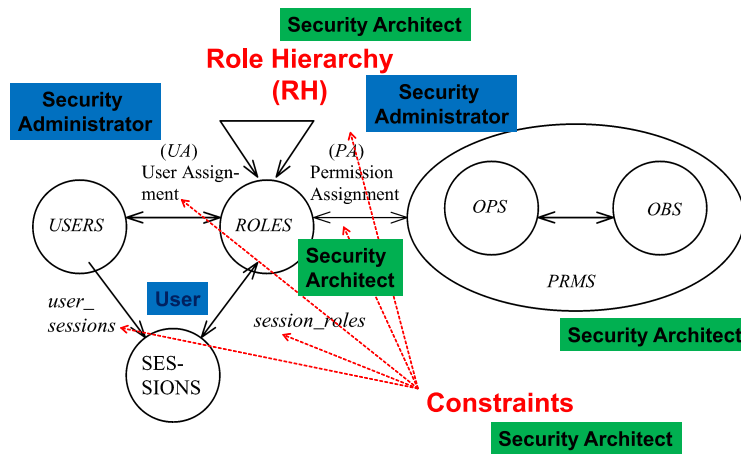 Security Architect
Role Hierarchy
(RH)
Security
Administrator
Security
Administrator
(UA)
User Assign-
ment
(PA)
Permission
Assignment
USERS
ROLES
OPS
OBS
PRMS
Security
Architect
User
user_
sessions
session_roles
SES-
SIONS
Security Architect
Constraints
Security Architect